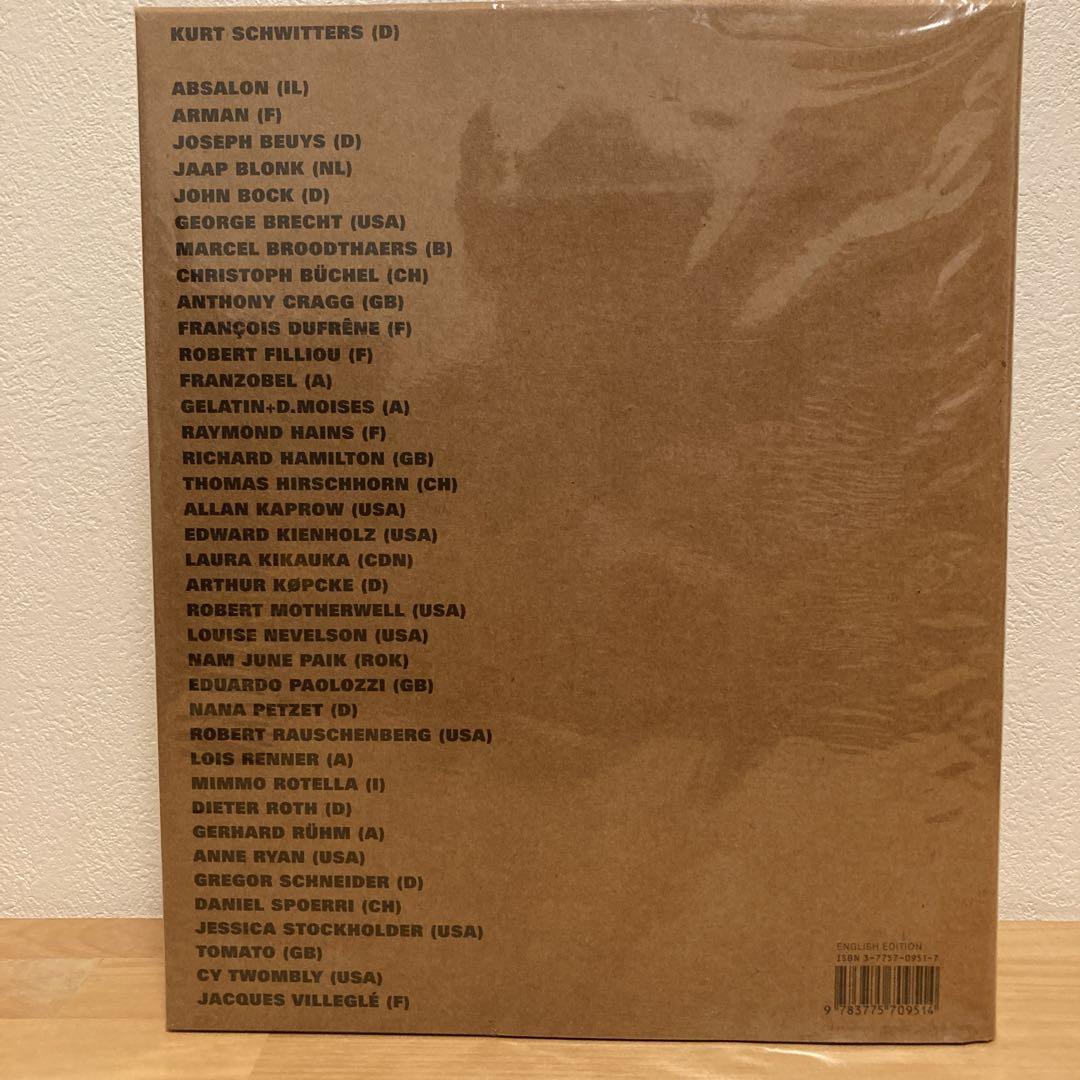 KURT SCHWITTERS (D)
ABSALON (IL)
ARMAN (F)
JOSEPH BEUYS (D)
JAAP BLONK (NL)
JOHN BOCK (D)
GEORGE BRECHT (USA)
MARCEL BROODTHAERS (B)
CHRISTOPH BÜCHEL (CH)
ANTHONY CRAGG (GB)
FRANÇOIS DUFRÊNE (F)
ROBERT FILLIOU (F)
FRANZOBEL (A)
GELATIN+D.MOISES (A)
RAYMOND HAINS (F)
RICHARD HAMILTON (GB)
THOMAS HIRSCHHORN (CH)
ALLAN KAPROW (USA)
EDWARD KIENHOLZ (USA)
LAURA KIKAUKA (CDN)
ARTHUR KØPCKE (D)
ROBERT MOTHERWELL (USA)
LOUISE NEVELSON (USA)
NAM JUNE PAIK (ROK)
EDUARDO PAOLOZZI (GB)
NANA PETZET (D)
ROBERT RAUSCHENBERG (USA)
LOIS RENNER (A)
MIMMO ROTELLA (I)
DIETER ROTH (D)
GERHARD RÜHM (A)
ANNE RYAN (USA)
GREGOR SCHNEIDER (D)
DANIEL SPOERRI (CH)
JESSICA STOCKHOLDER (USA)
TOMATO (GB)
CY TWOMBLY (USA)
JACQUES VILLEGLÉ (F)
ENGLISH EDITION
ISBN 3-7757-0951-7
9 783775 709514